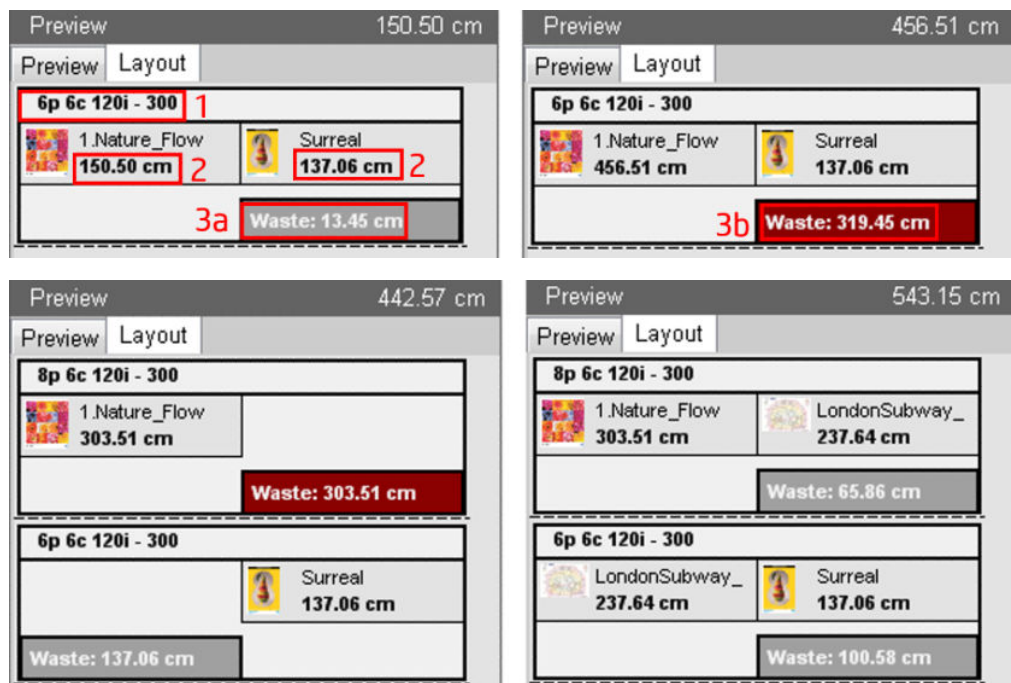 Preview 150.50 cm
Preview Layout
6p 6c 120i - 300 1
1.Nature_Flow Surreal
150.50 cm 2 137.06 cm 2
3a Waste: 13.45 cm
Preview 456.51 cm
Preview Layout
6p 6c 120i - 300
1.Nature_Flow Surreal
456.51 cm 137.06 cm
3b Waste: 319.45 cm
Preview 442.57 cm
Preview Layout
8p 6c 120i - 300
1.Nature_Flow
303.51 cm
Waste: 303.51 cm
6p 6c 120i - 300
Surreal
137.06 cm
Waste: 137.06 cm
Preview 543.15 cm
Preview Layout
8p 6c 120i - 300
1.Nature_Flow LondonSubway_
303.51 cm 237.64 cm
Waste: 65.86 cm
6p 6c 120i - 300
LondonSubway_ Surreal
237.64 cm 137.06 cm
Waste: 100.58 cm